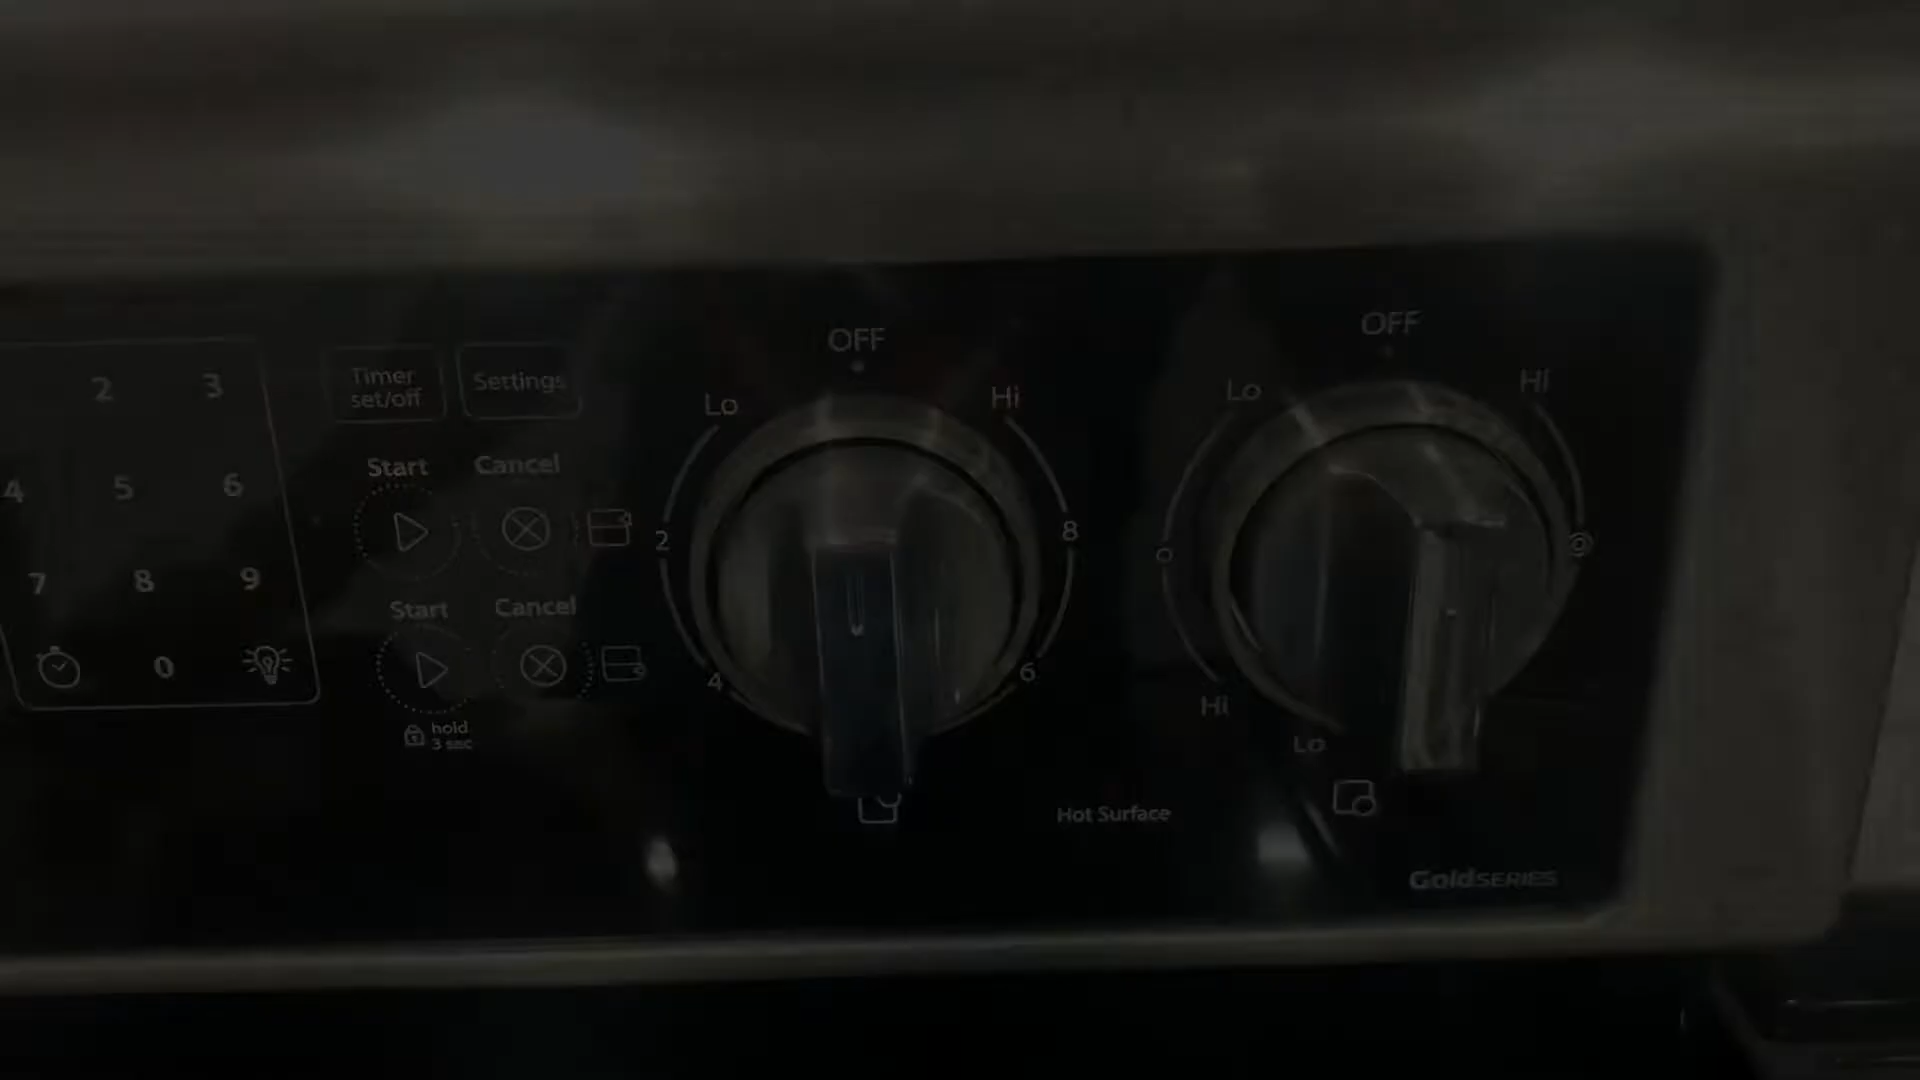 2 3
4 5 6
7 8 9
0
Timer
set/off
Settings
Start Cancel
Start Cancel
hold
3 sec
OFF
Lo Hi
2 8
4 6
OFF
Lo Hi
Hi
Lo
Hot Surface
GoldSERIES